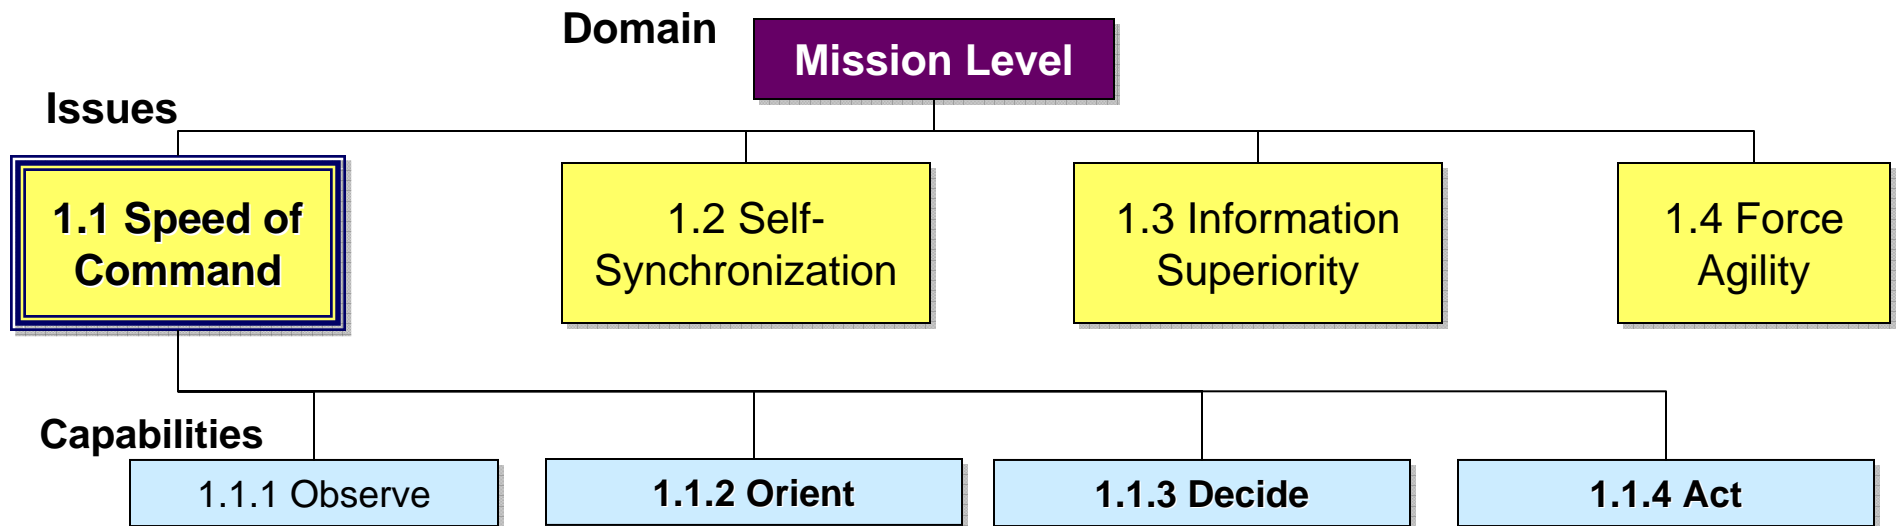 Domain
Mission Level
Issues
1.1 Speed of
Command
1.2 Self-
Synchronization
1.3 Information
Superiority
1.4 Force
Agility
Capabilities
1.1.1 Observe
1.1.2 Orient
1.1.3 Decide
1.1.4 Act